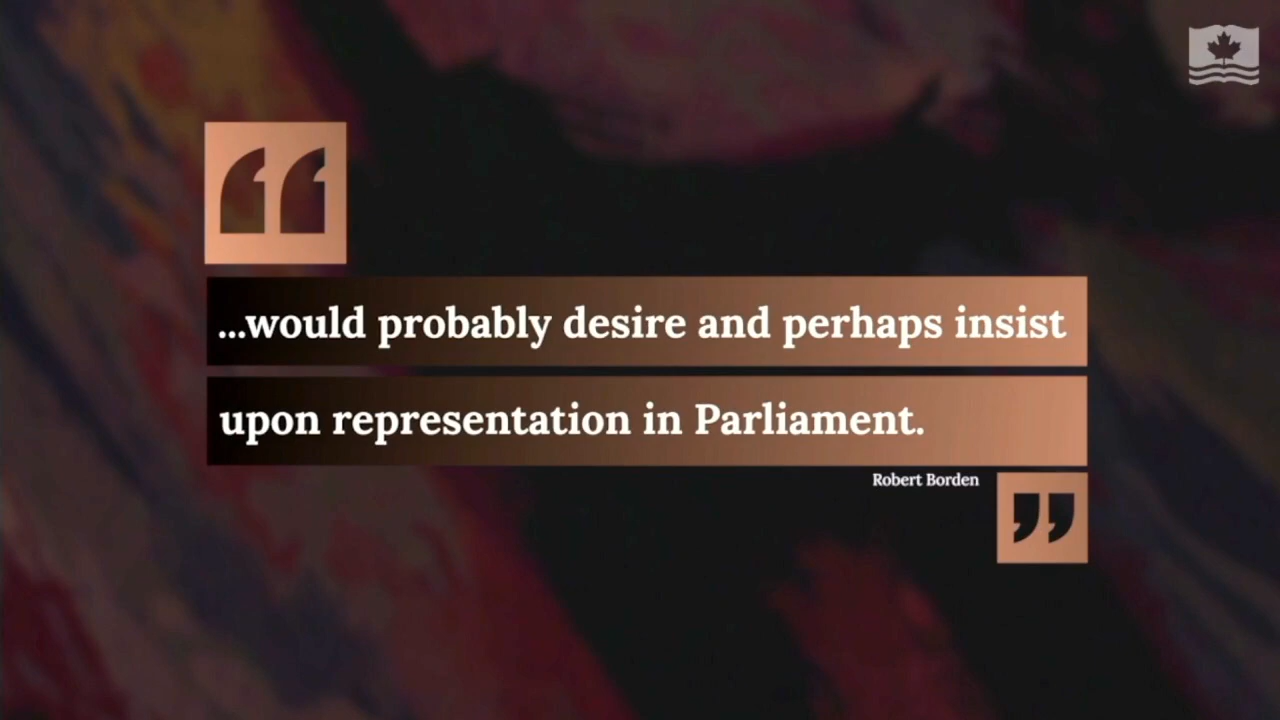 “
...would probably desire and perhaps insist
upon representation in Parliament.
Robert Borden
”